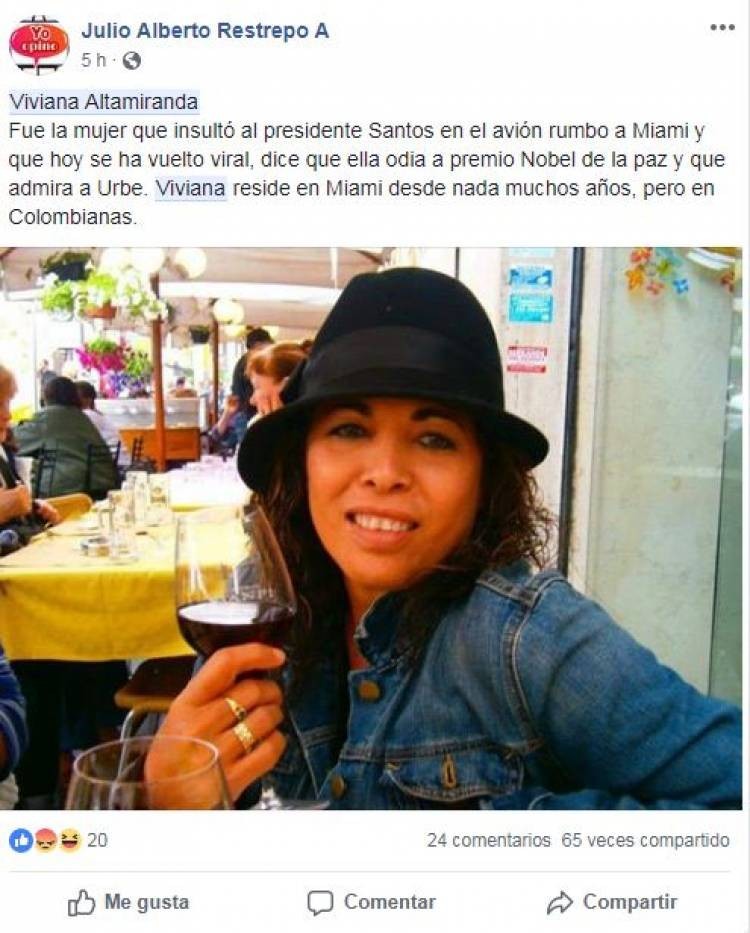 Yo
opino
Julio Alberto Restrepo A
5 h
Viviana Altamiranda
Fue la mujer que insultó al presidente Santos en el avión rumbo a Miami y
que hoy se ha vuelto viral, dice que ella odia a premio Nobel de la paz y que
admira a Urbe. Viviana reside en Miami desde nada muchos años, pero en
Colombianas.
20
24 comentarios 65 veces compartido
Me gusta Comentar Compartir